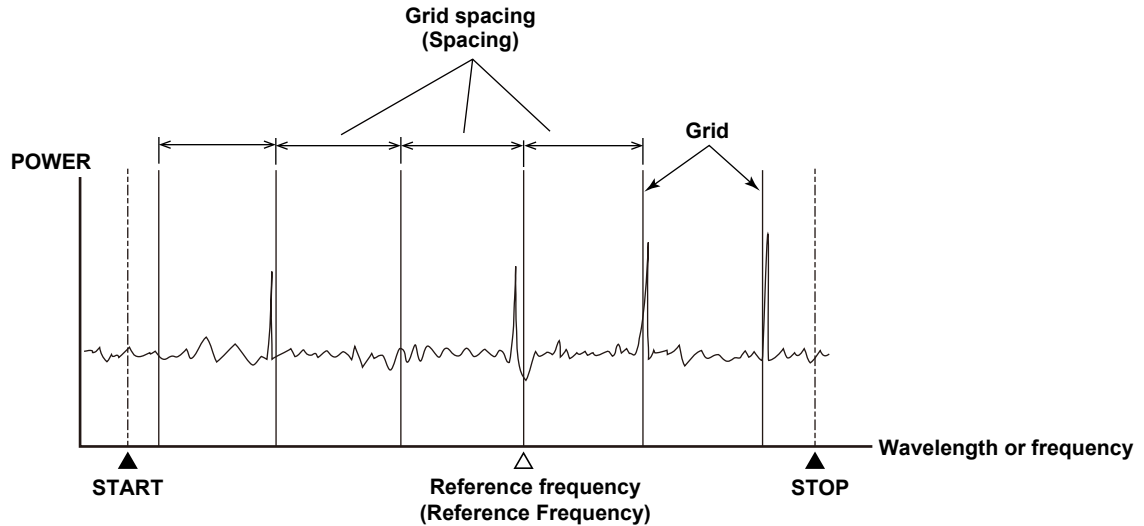 Grid spacing
(Spacing)
Grid
POWER
Wavelength or frequency
START
Reference frequency
(Reference Frequency)
STOP